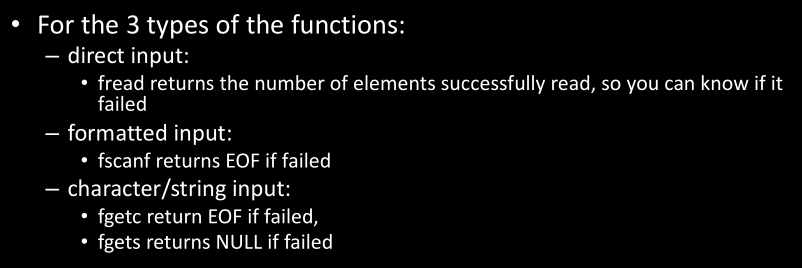 • For the 3 types of the functions:
– direct input:
• fread returns the number of elements successfully read, so you can know if it
failed
– formatted input:
• fscanf returns EOF if failed
– character/string input:
• fgetc return EOF if failed,
• fgets returns NULL if failed